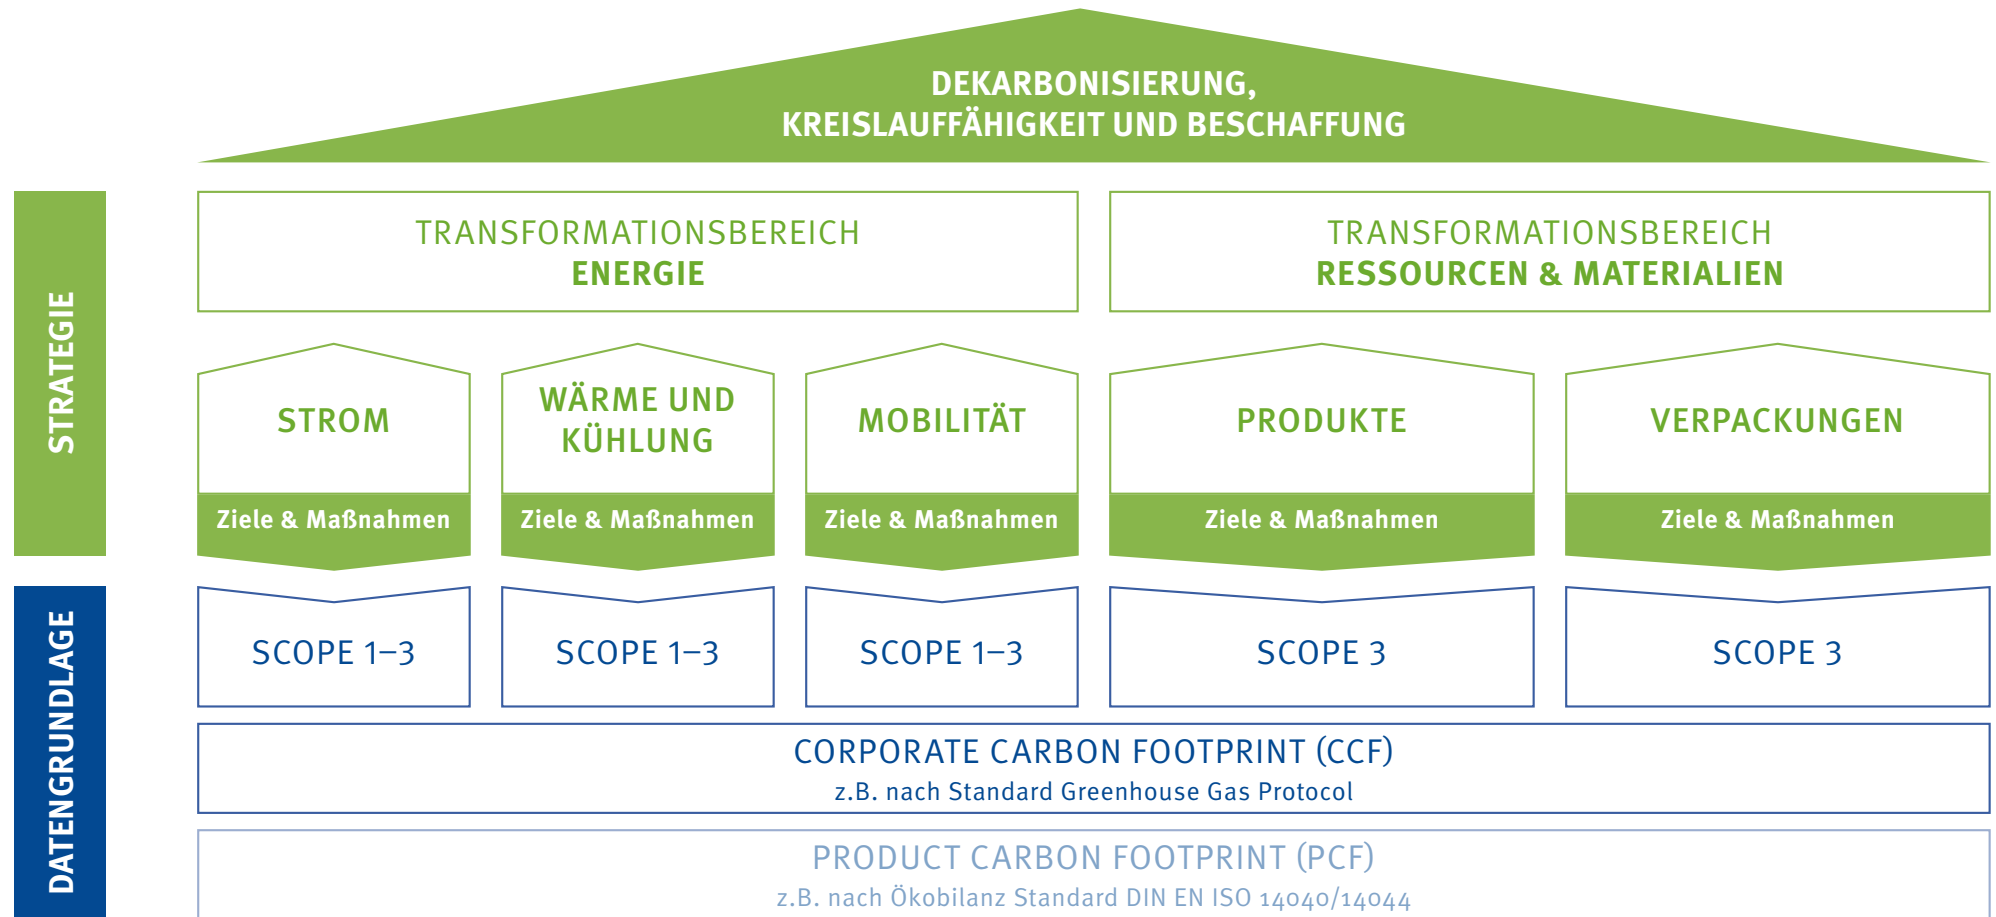 DEKARBONISIERUNG,
KREISLAUFFÄHIGKEIT UND BESCHAFFUNG
STRATEGIE
TRANSFORMATIONSBEREICH
ENERGIE
TRANSFORMATIONSBEREICH
RESSOURCEN & MATERIALIEN
STROM
WÄRME UND
KÜHLUNG
MOBILITÄT
PRODUKTE
VERPACKUNGEN
Ziele & Maßnahmen
Ziele & Maßnahmen
Ziele & Maßnahmen
Ziele & Maßnahmen
Ziele & Maßnahmen
DATENGRUNDLAGE
SCOPE 1–3
SCOPE 1–3
SCOPE 1–3
SCOPE 3
SCOPE 3
CORPORATE CARBON FOOTPRINT (CCF)
z.B. nach Standard Greenhouse Gas Protocol
PRODUCT CARBON FOOTPRINT (PCF)
z.B. nach Ökobilanz Standard DIN EN ISO 14040/14044